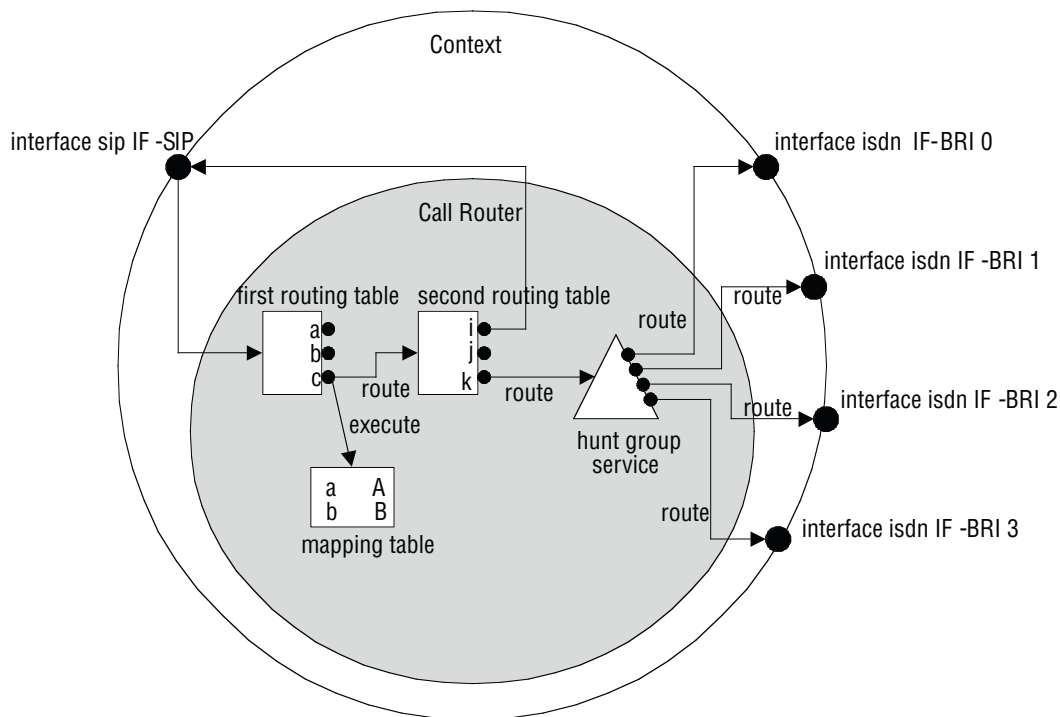 Context
interface sip IF -SIP
interface isdn IF-BRI 0
Call Router
interface isdn IF -BRI 1
first routing table
second routing table
route
route
a
b
c
i
j
k
route
route
execute
interface isdn IF -BRI 2
route
hunt group
service
a A
b B
mapping table
route
interface isdn IF -BRI 3